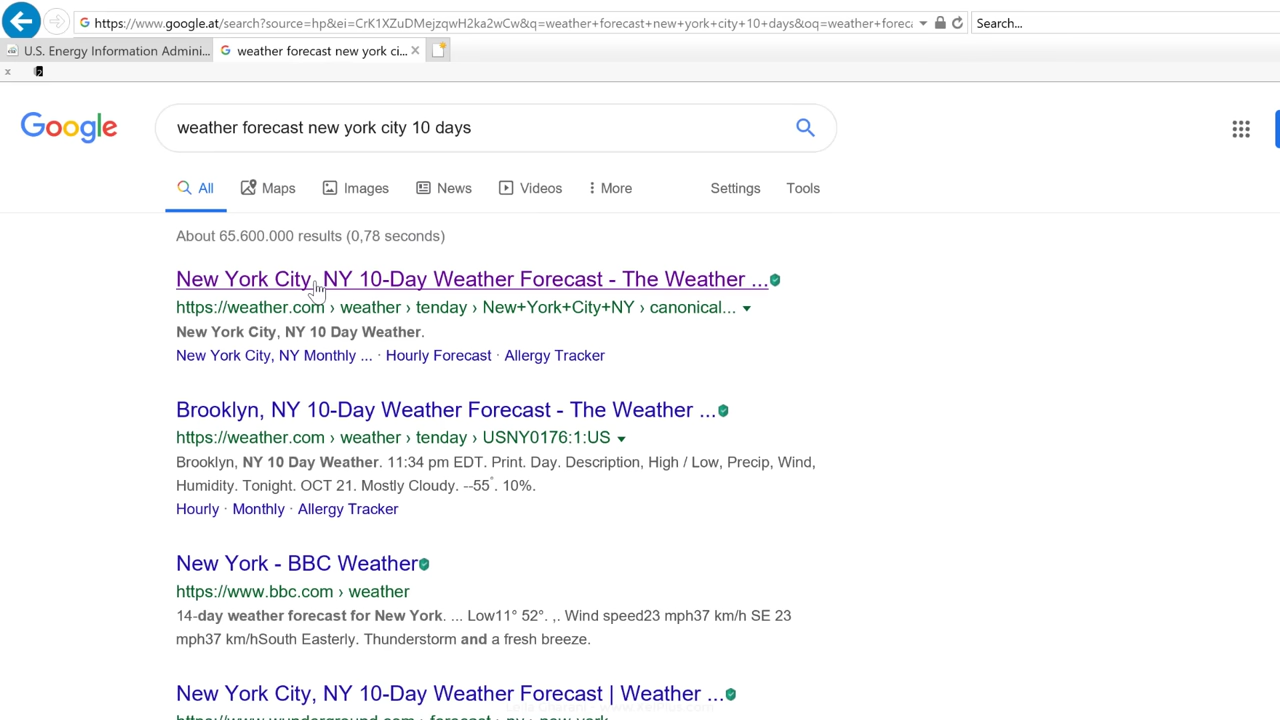 https://www.google.at/search?source=hp&ei=CrK1XZuDMejzqwH2ka2wCw&q=weather+forecast+new+york+city+10+days&oq=weather+forec
Search...
U.S. Energy Information Admini...
weather forecast new york ci...
x
Google
weather forecast new york city 10 days
All Maps Images News Videos More Settings Tools
About 65.600.000 results (0,78 seconds)
New York City, NY 10-Day Weather Forecast - The Weather ...
https://weather.com › weather › tenday › New+York+City+NY › canonical...
New York City, NY 10 Day Weather.
New York City, NY Monthly ... · Hourly Forecast · Allergy Tracker
Brooklyn, NY 10-Day Weather Forecast - The Weather ...
https://weather.com › weather › tenday › USNY0176:1:US
Brooklyn, NY 10 Day Weather. 11:34 pm EDT. Print. Day. Description, High / Low, Precip, Wind,
Humidity. Tonight. OCT 21. Mostly Cloudy. --55°. 10%.
Hourly · Monthly · Allergy Tracker
New York - BBC Weather
https://www.bbc.com › weather
14-day weather forecast for New York. ... Low11° 52°. ,. Wind speed23 mph37 km/h SE 23
mph37 km/hSouth Easterly. Thunderstorm and a fresh breeze.
New York City, NY 10-Day Weather Forecast | Weather ...
https://www.wunderground.com › forecast › ny › new-york